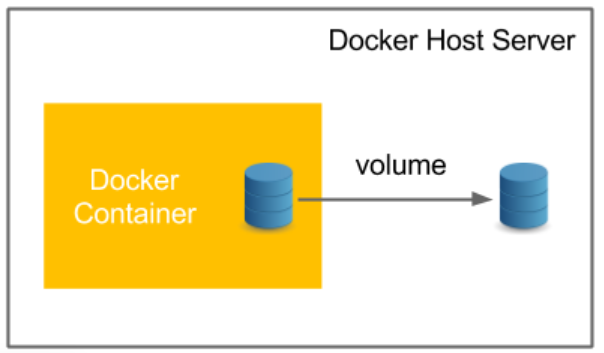 Docker Host Server
volume
Docker
Container